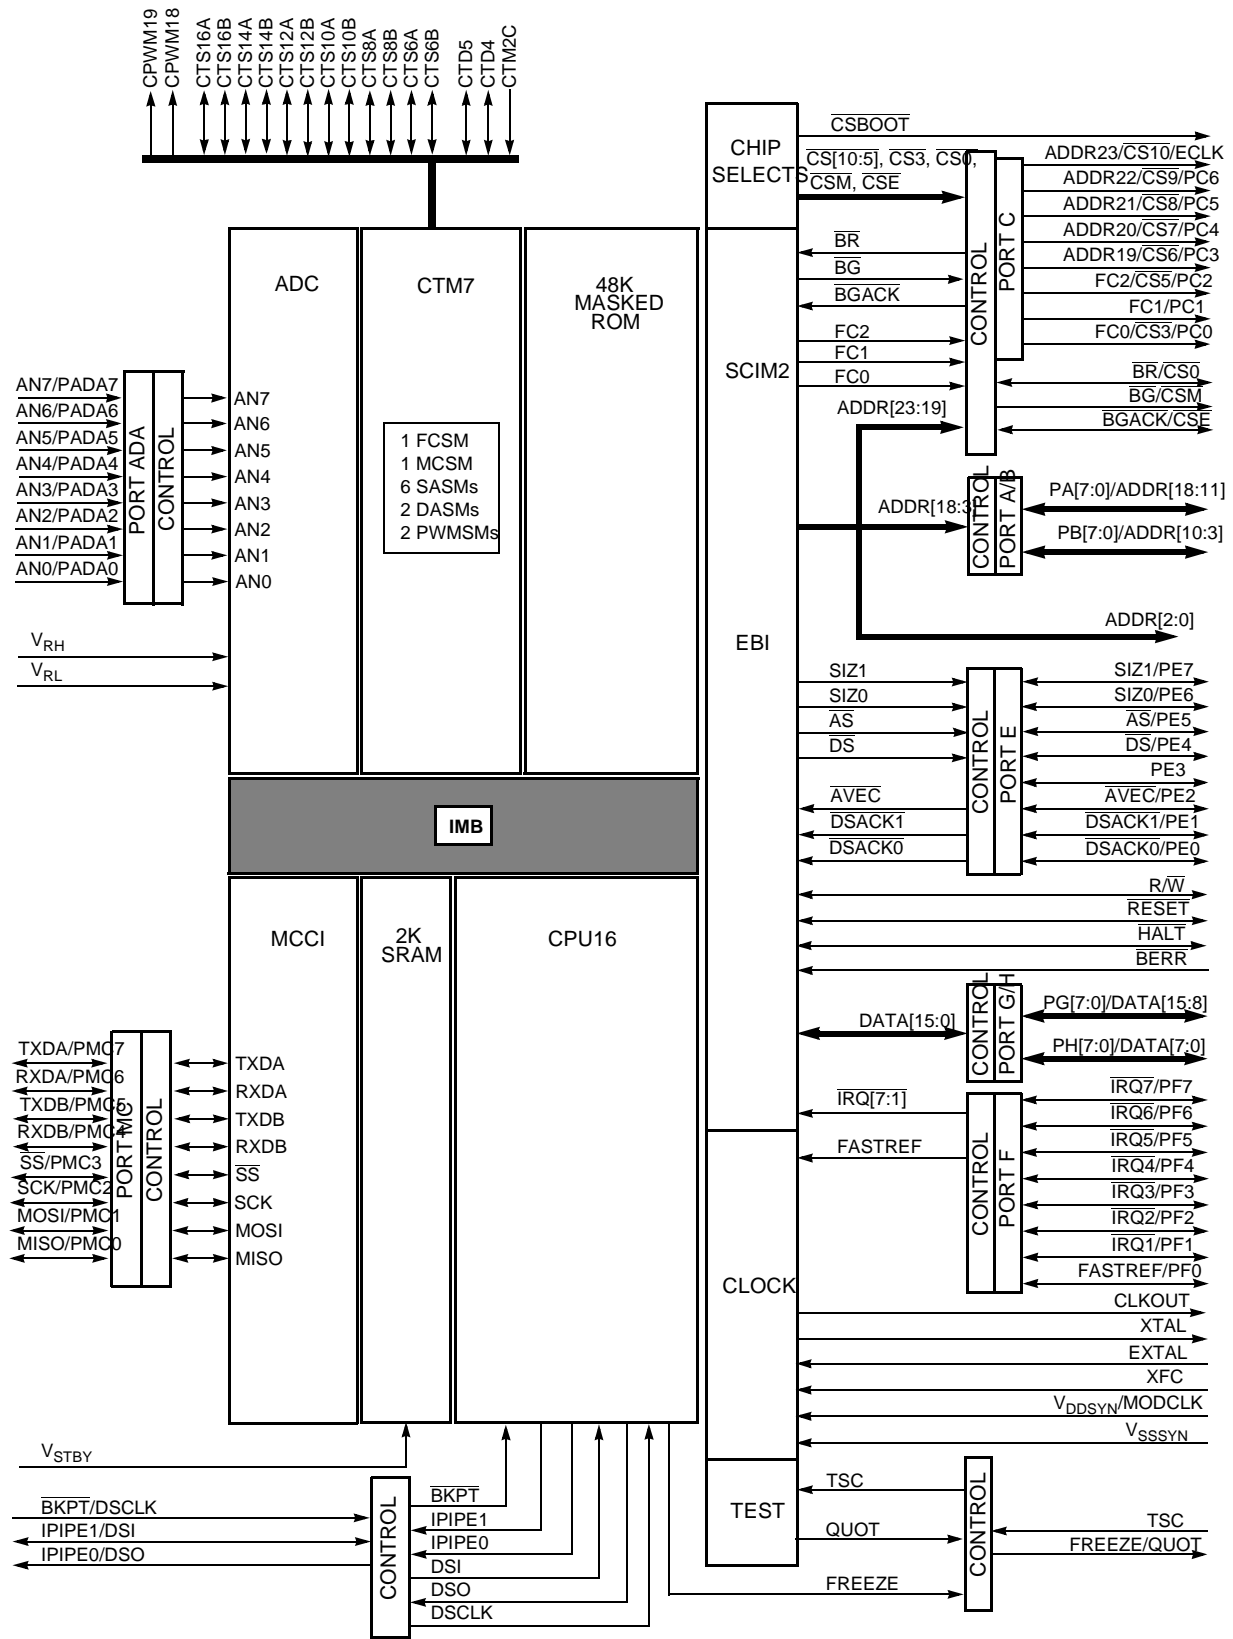 CPWM19
CPWM18
CTS16A
CTS16B
CTS14A
CTS14B
CTS12A
CTS12B
CTS10A
CTS10B
CTS8A
CTS8B
CTS6A
CTS6B
CTD5
CTD4
CTM2C
ADC
CTM7
48K
MASKED
ROM
1 FCSM
1 MCSM
6 SASMs
2 DASMs
2 PWMSMs
AN7/PADA7
AN6/PADA6
AN5/PADA5
AN4/PADA4
AN3/PADA3
AN2/PADA2
AN1/PADA1
AN0/PADA0
PORT ADA
CONTROL
AN7
AN6
AN5
AN4
AN3
AN2
AN1
AN0
VRH
VRL
IMB
MCCI
2K
SRAM
CPU16
TXDA/PMC7
RXDA/PMC6
TXDB/PMC5
RXDB/PMC4
SS/PMC3
SCK/PMC2
MOSI/PMC1
MISO/PMC0
PORT MC
CONTROL
TXDA
RXDA
TXDB
RXDB
SS
SCK
MOSI
MISO
VSTBY
BKPT/DSCLK
IPIPE1/DSI
IPIPE0/DSO
CONTROL
BKPT
IPIPE1
IPIPE0
DSI
DSO
DSCLK
CHIP
SELECTS
SCIM2
EBI
CLOCK
TEST
CSBOOT
CS[10:5], CS3, CS0,
CSM, CSE
BR
BG
BGACK
FC2
FC1
FC0
ADDR[23:19]
CONTROL
PORT C
ADDR23/CS10/ECLK
ADDR22/CS9/PC6
ADDR21/CS8/PC5
ADDR20/CS7/PC4
ADDR19/CS6/PC3
FC2/CS5/PC2
FC1/PC1
FC0/CS3/PC0
BR/CS0
BG/CSM
BGACK/CSE
ADDR[18:3]
CONTROL
PORT A/B
PA[7:0]/ADDR[18:11]
PB[7:0]/ADDR[10:3]
ADDR[2:0]
SIZ1
SIZ0
AS
DS
AVEC
DSACK1
DSACK0
CONTROL
PORT E
SIZ1/PE7
SIZ0/PE6
AS/PE5
DS/PE4
PE3
AVEC/PE2
DSACK1/PE1
DSACK0/PE0
R/W
RESET
HALT
BERR
DATA[15:0]
CONTROL
PORT G/H
PG[7:0]/DATA[15:8]
PH[7:0]/DATA[7:0]
IRQ[7:1]
FASTREF
CONTROL
PORT F
IRQ7/PF7
IRQ6/PF6
IRQ5/PF5
IRQ4/PF4
IRQ3/PF3
IRQ2/PF2
IRQ1/PF1
FASTREF/PF0
CLKOUT
XTAL
EXTAL
XFC
VDDSYN/MODCLK
VSSSYN
TSC
QUOT
FREEZE
CONTROL
TSC
FREEZE/QUOT